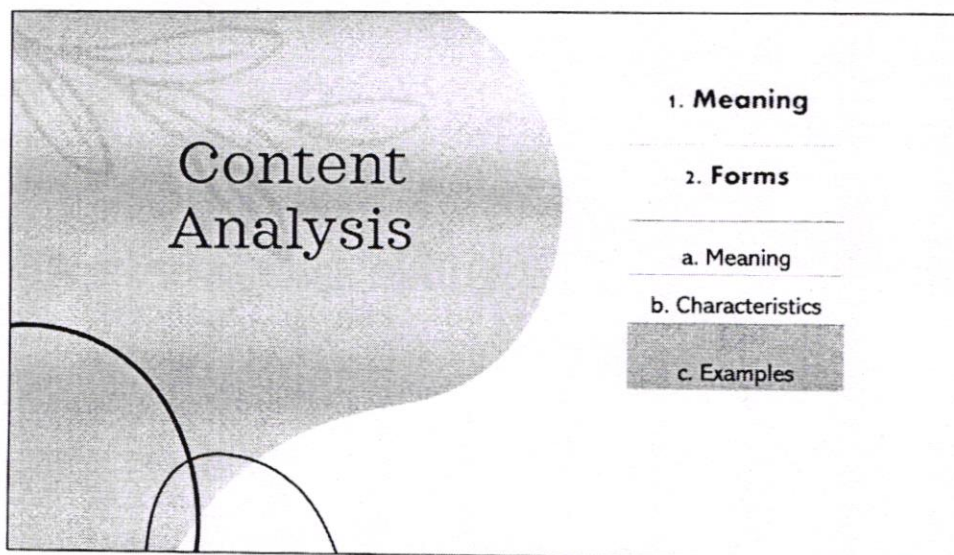 Content
Analysis
1. Meaning
2. Forms
a. Meaning
b. Characteristics
c. Examples